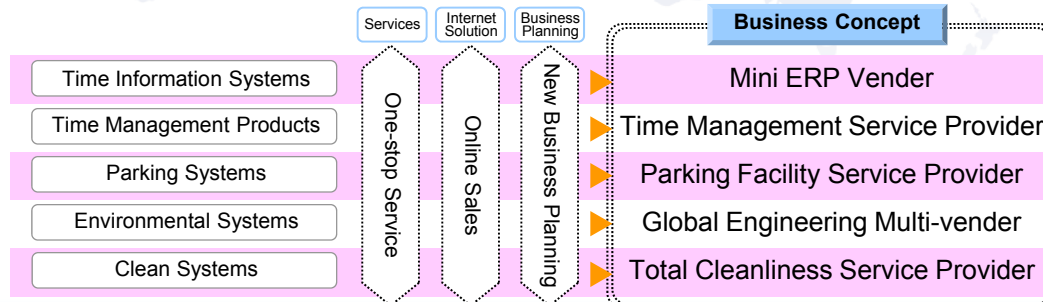 Services
Internet
Solution
Business
Planning
Business Concept
Time Information Systems
Mini ERP Vender
Time Management Products
Time Management Service Provider
Parking Systems
Parking Facility Service Provider
Environmental Systems
Global Engineering Multi-vender
Clean Systems
Total Cleanliness Service Provider
One-stop Service
Online Sales
New Business Planning